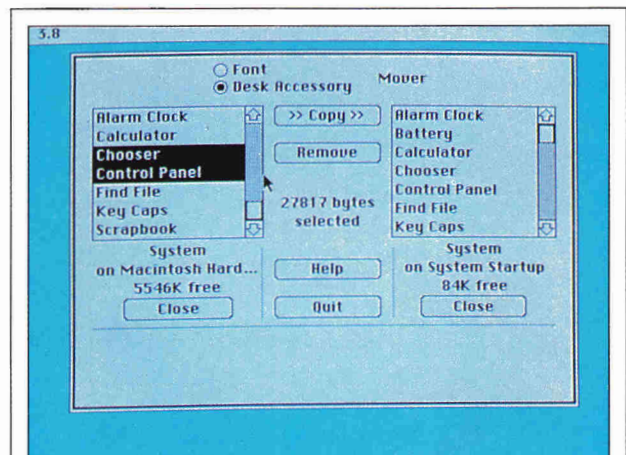 3.8
Font
Desk Accessory
Mover
Alarm Clock
Calculator
Chooser
Control Panel
Find File
Key Caps
Scrapbook
>> Copy >>
Remove
27817 bytes
selected
Alarm Clock
Battery
Calculator
Chooser
Control Panel
Find File
Key Caps
System
on Macintosh Hard...
5546K free
Close
Help
Quit
System
on System Startup
84K free
Close